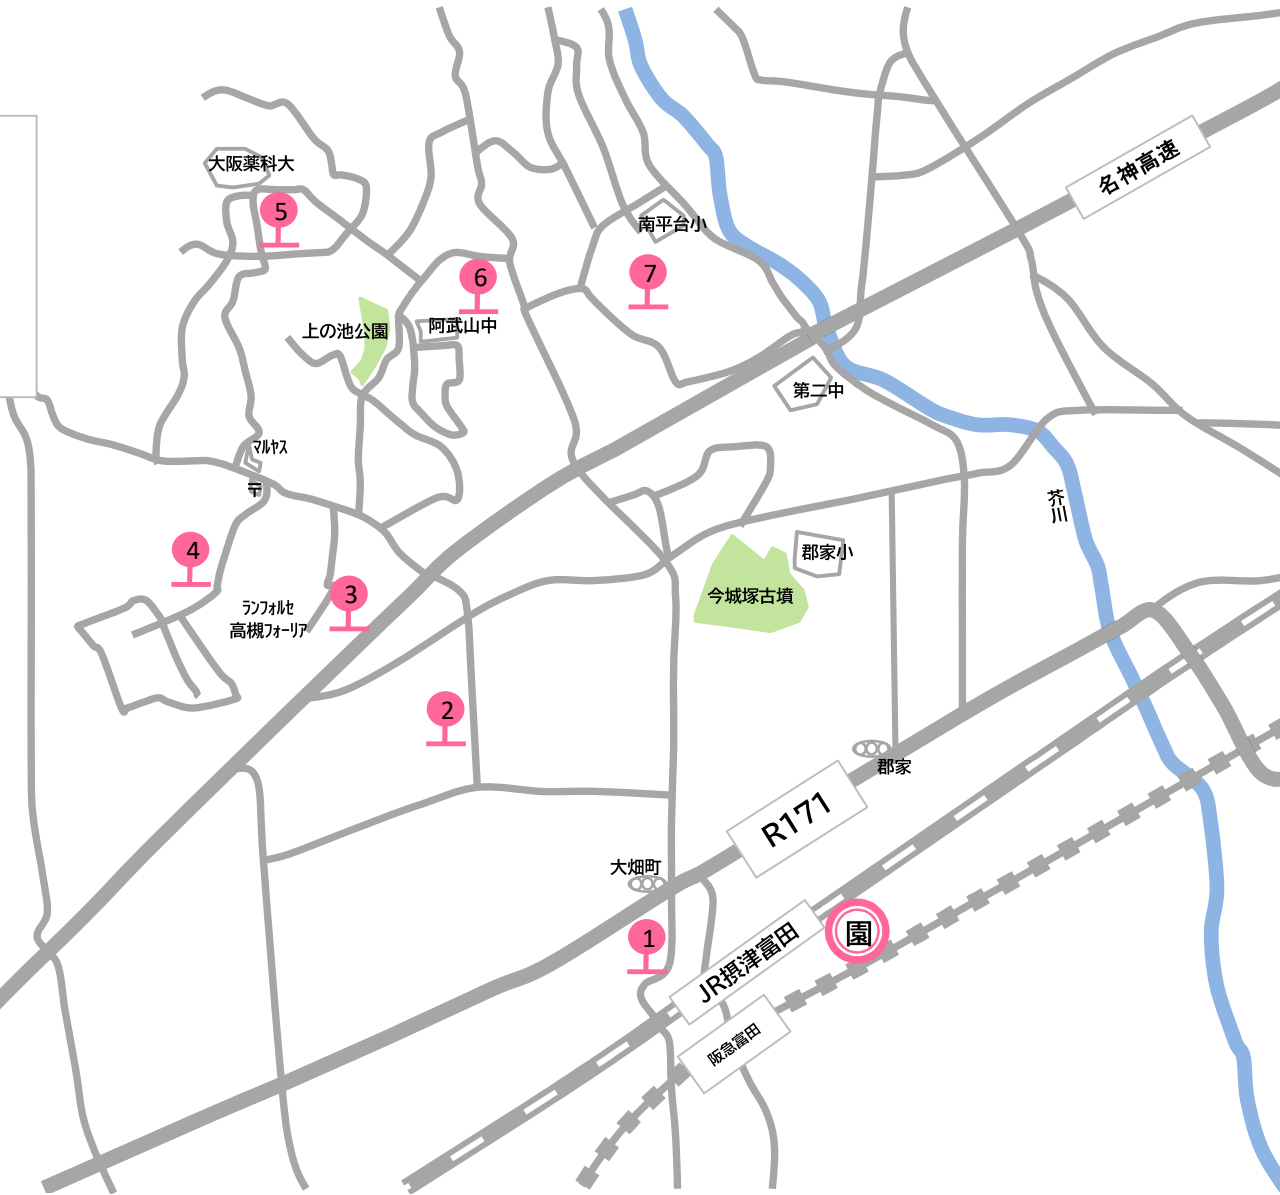 大阪薬科大
5
南平台小
名神高速
6
7
上の池公園
阿武山中
第二中
マルヤス
〒
芥川
4
郡家小
3
今城塚古墳
ランフォルセ
高槻フォーリア
2
郡家
R171
大畑町
1
園
JR摂津富田
阪急富田